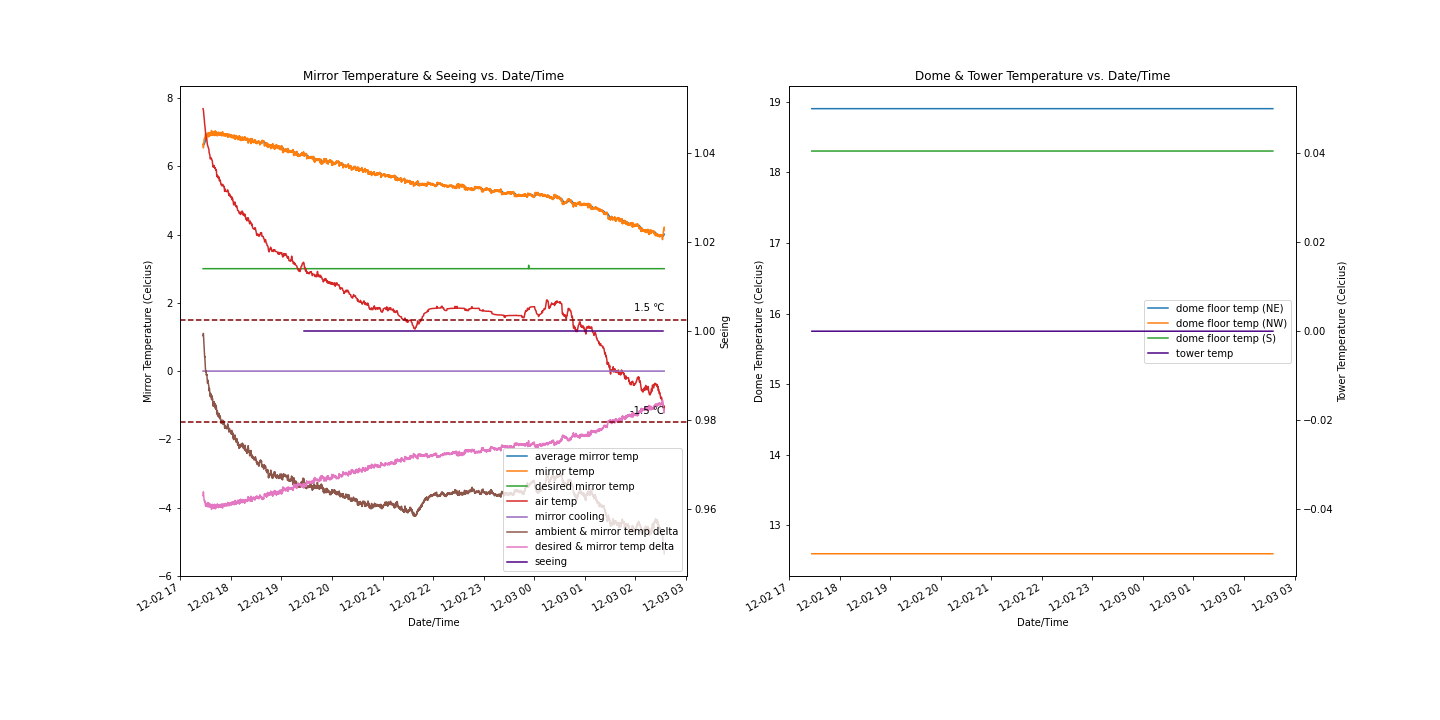 Mirror Temperature & Seeing vs. Date/Time
8
6
4
2
0
−2
−4
−6
Mirror Temperature (Celcius)
1.5 °C
-1.5 °C
average mirror temp
mirror temp
desired mirror temp
air temp
mirror cooling
ambient & mirror temp delta
desired & mirror temp delta
seeing
1.04
1.02
1.00
0.98
0.96
Seeing
12-02 17
12-02 18
12-02 19
12-02 20
12-02 21
12-02 22
12-02 23
12-03 00
12-03 01
12-03 02
12-03 03
Date/Time
Dome & Tower Temperature vs. Date/Time
19
18
17
16
15
14
13
Dome Temperature (Celcius)
dome floor temp (NE)
dome floor temp (NW)
dome floor temp (S)
tower temp
0.04
0.02
0.00
−0.02
−0.04
Tower Temperature (Celcius)
12-02 17
12-02 18
12-02 19
12-02 20
12-02 21
12-02 22
12-02 23
12-03 00
12-03 01
12-03 02
12-03 03
Date/Time